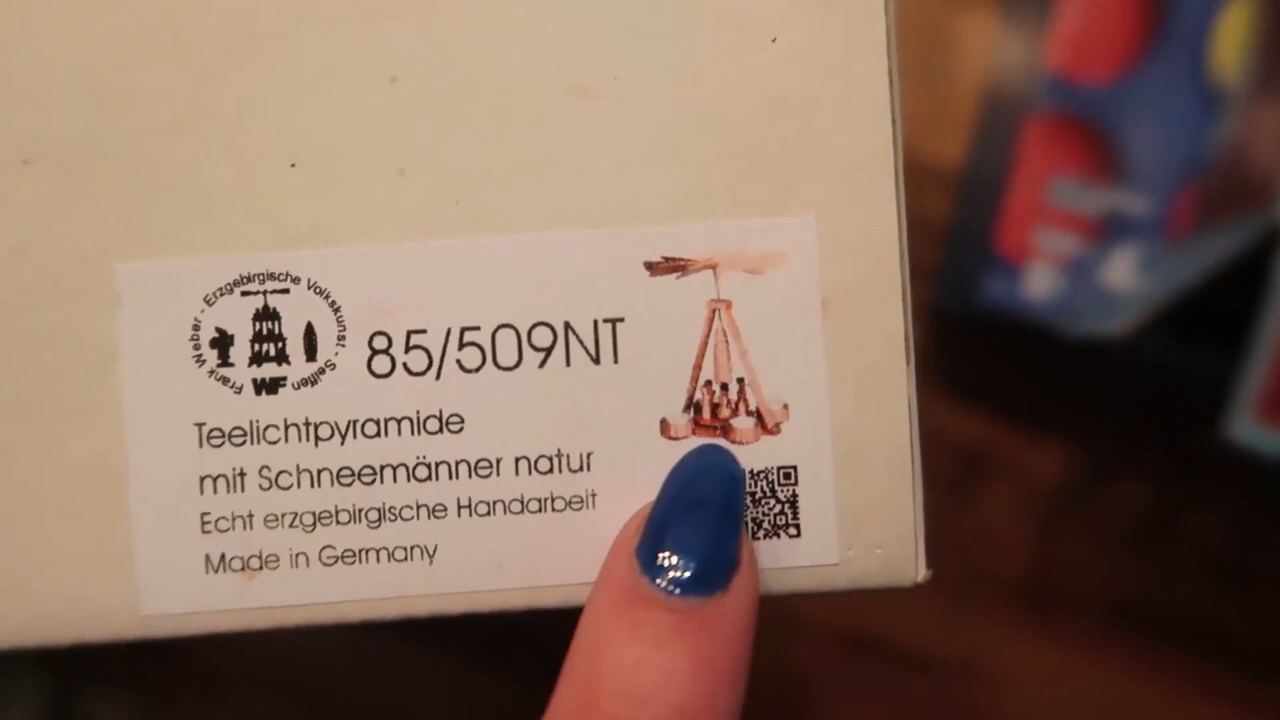 Frank Weber - Erzgebirgische Volkskunst - Seiffen
WF
85/509NT
Teelichtpyramide
mit Schneemänner natur
Echt erzgebirgische Handarbeit
Made in Germany